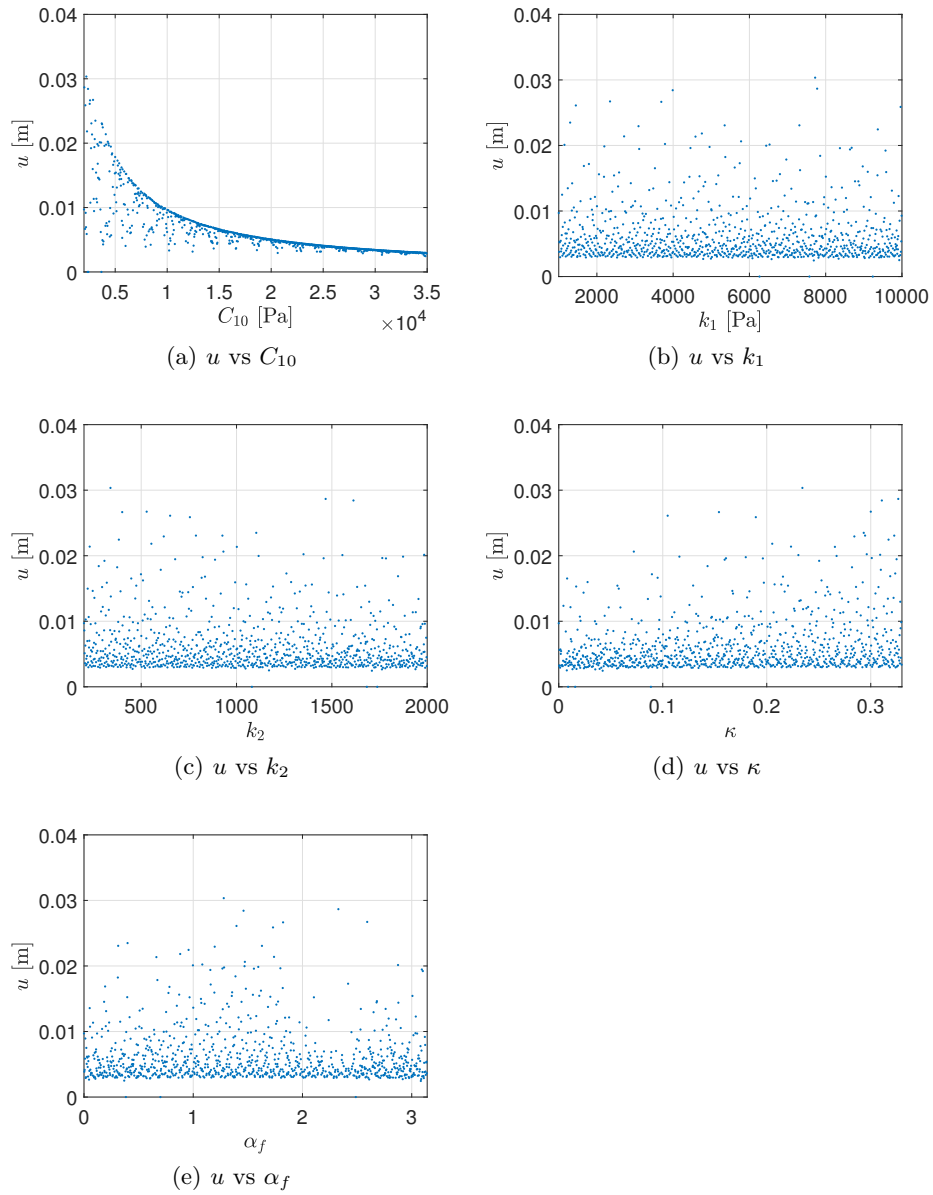 0.04
0.03
0.02
0.01
0
u [m]
0.5 1 1.5 2 2.5 3 3.5
C10 [Pa]
×10^4
(a) u vs C10
0.04
0.03
0.02
0.01
0
u [m]
2000 4000 6000 8000 10000
k1 [Pa]
(b) u vs k1
0.04
0.03
0.02
0.01
0
u [m]
500 1000 1500 2000
k2
(c) u vs k2
0.04
0.03
0.02
0.01
0
u [m]
0 0.1 0.2 0.3
κ
(d) u vs κ
0.04
0.03
0.02
0.01
0
u [m]
0 1 2 3
αf
(e) u vs αf